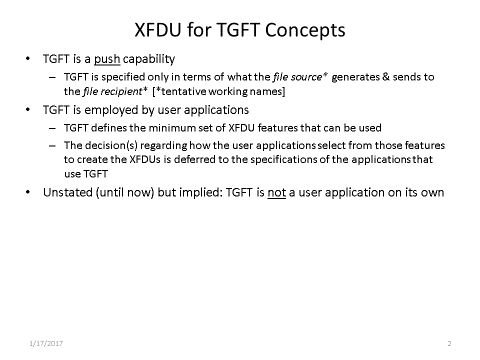 XFDU for TGFT Concepts
• TGFT is a push capability
– TGFT is specified only in terms of what the file source* generates & sends to
the file recipient* [*tentative working names]
• TGFT is employed by user applications
– TGFT defines the minimum set of XFDU features that can be used
– The decision(s) regarding how the user applications select from those features
to create the XFDUs is deferred to the specifications of the applications that
use TGFT
• Unstated (until now) but implied: TGFT is not a user application on its own
1/17/2017
2